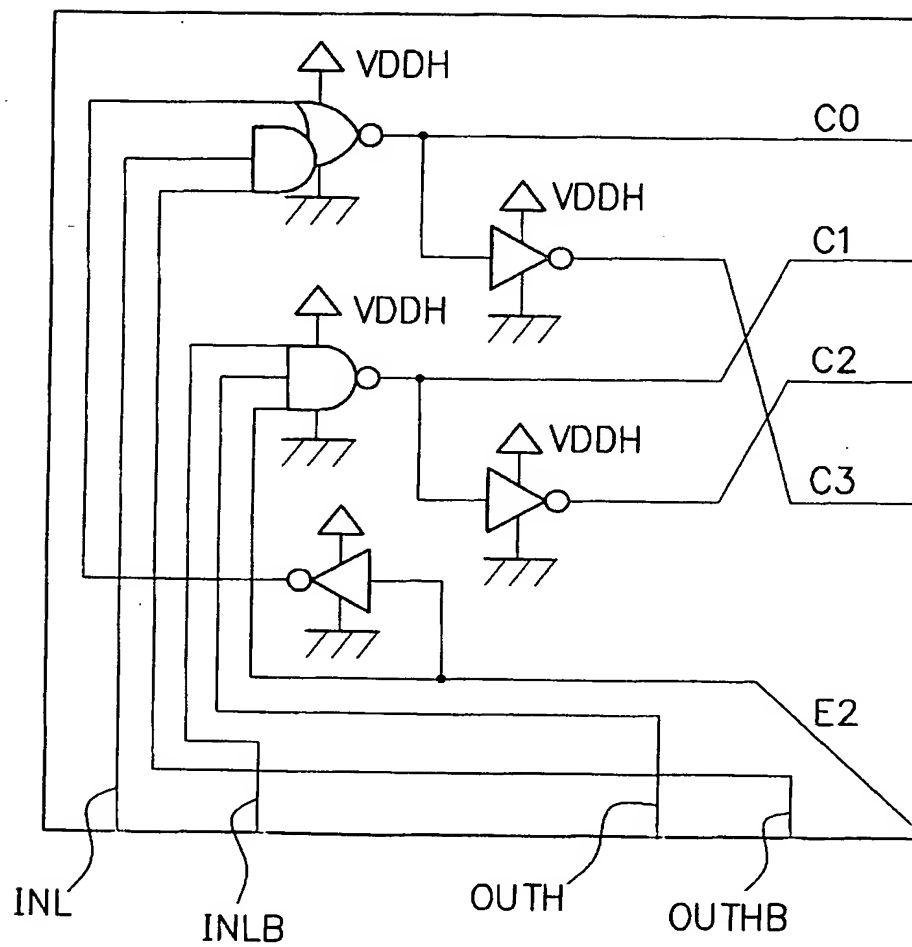 VDDH
C0
VDDH
C1
VDDH
C2
VDDH
C3
E2
INL
INLB
OUTH
OUTHB